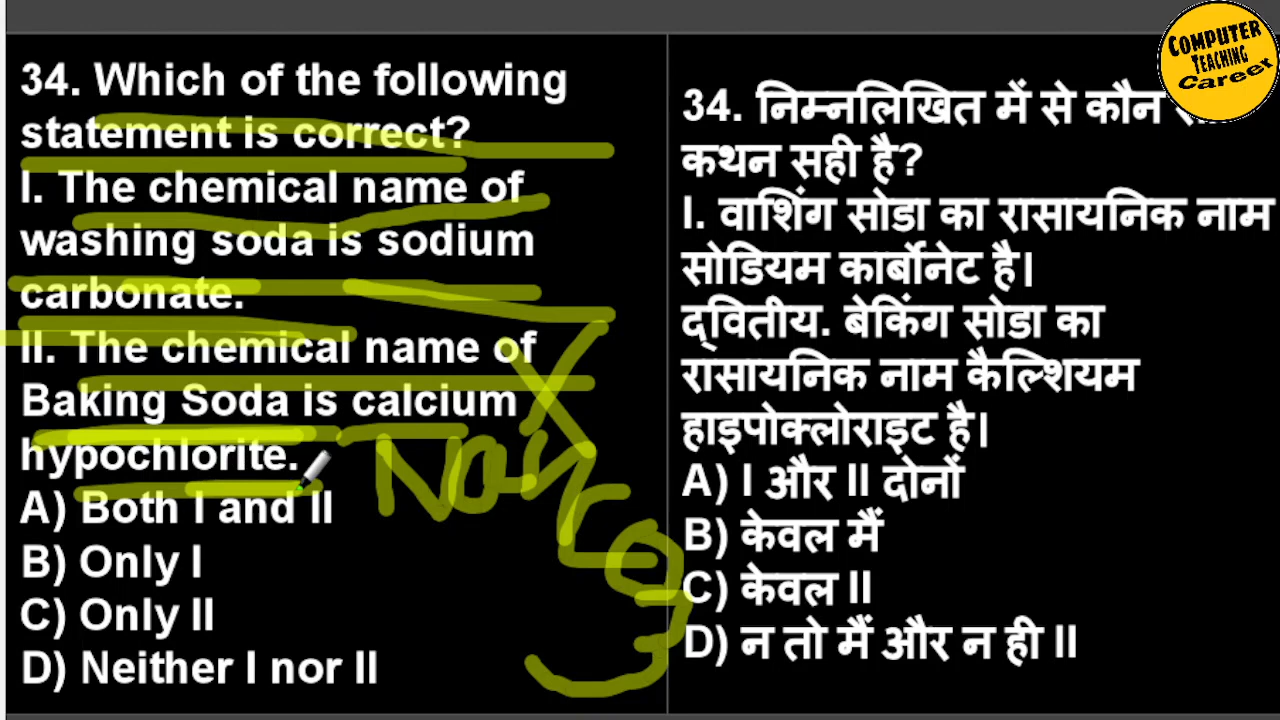 34. Which of the following
statement is correct?
I. The chemical name of
washing soda is sodium
carbonate.
II. The chemical name of
Baking Soda is calcium
hypochlorite.
A) Both I and II
B) Only I
C) Only II
D) Neither I nor II
34. निम्नलिखित में से कौन
कथन सही है?
I. वाशिंग सोडा का रासायनिक नाम
सोडियम कार्बोनेट है।
द्वितीय. बेकिंग सोडा का
रासायनिक नाम कैल्शियम
हाइपोक्लोराइट है।
A) I और II दोनों
B) केवल मैं
C) केवल II
D) न तो मैं और न ही II
COMPUTER
TEACHING
Career